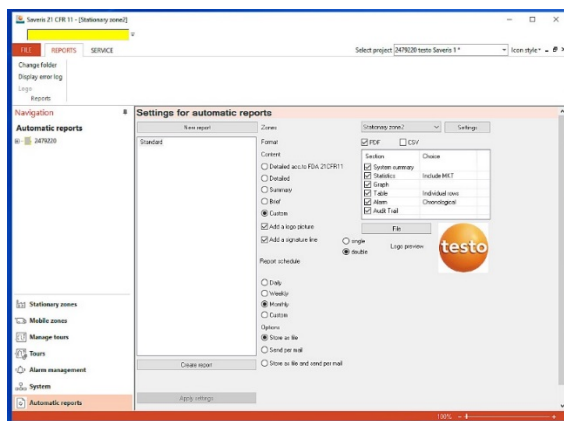 Saveris 21 CFR 11 - [Stationary zone2]
FILE REPORTS SERVICE
Select project 2479220 testo Saveris 1 *
Icon style
Change folder
Display error log
Logo
Reports
Navigation
Automatic reports
2479220
Stationary zones
Mobile zones
Manage tours
Tours
Alarm management
System
Automatic reports
Settings for automatic reports
New report
Standard
Create report
Apply settings
Zones Stationary zone2 Settings
Format PDF CSV
Content
Detailed acc.to FDA 21CFR11
Detailed
Summary
Brief
Custom
Section Choice
System summary
Statistics Include MKT
Graph
Table Individual rows
Alarm Chronological
Audit Trail
Add a logo picture File
Add a signature line single
double
Logo preview
testo
Report schedule
Daily
Weekly
Monthly
Custom
Options
Store as file
Send per mail
Store as file and send per mail
100%